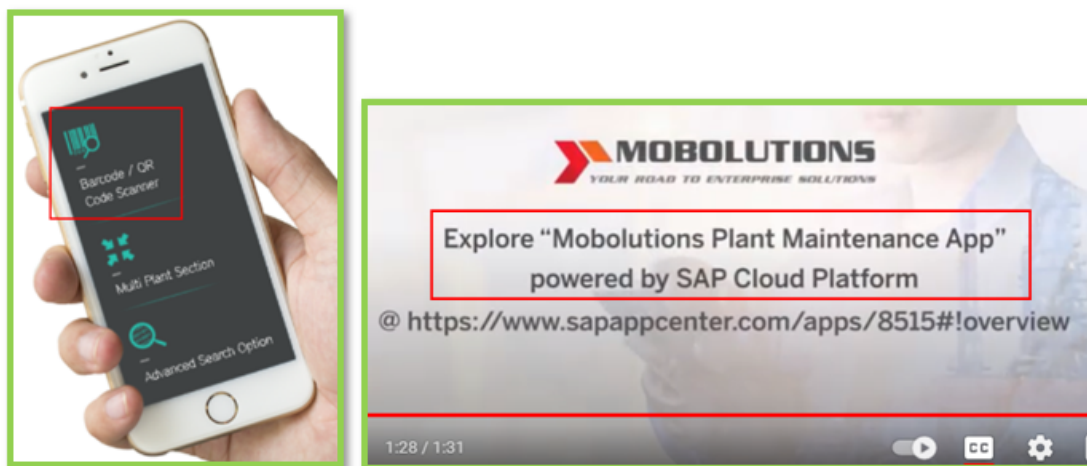 Barcode / QR
Code Scanner
Multi Plant Section
Advanced Search Option
MOBOLUTIONS
YOUR ROAD TO ENTERPRISE SOLUTIONS
Explore “Mobolutions Plant Maintenance App”
powered by SAP Cloud Platform
@ https://www.sapappcenter.com/apps/8515#!overview
1:28 / 1:31
CC